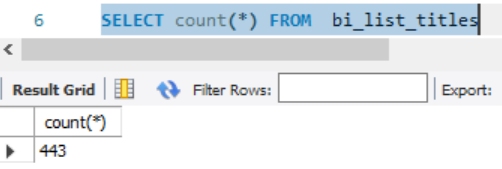 6 SELECT count(*) FROM bi_list_titles
Result Grid Filter Rows: Export:
count(*)
443